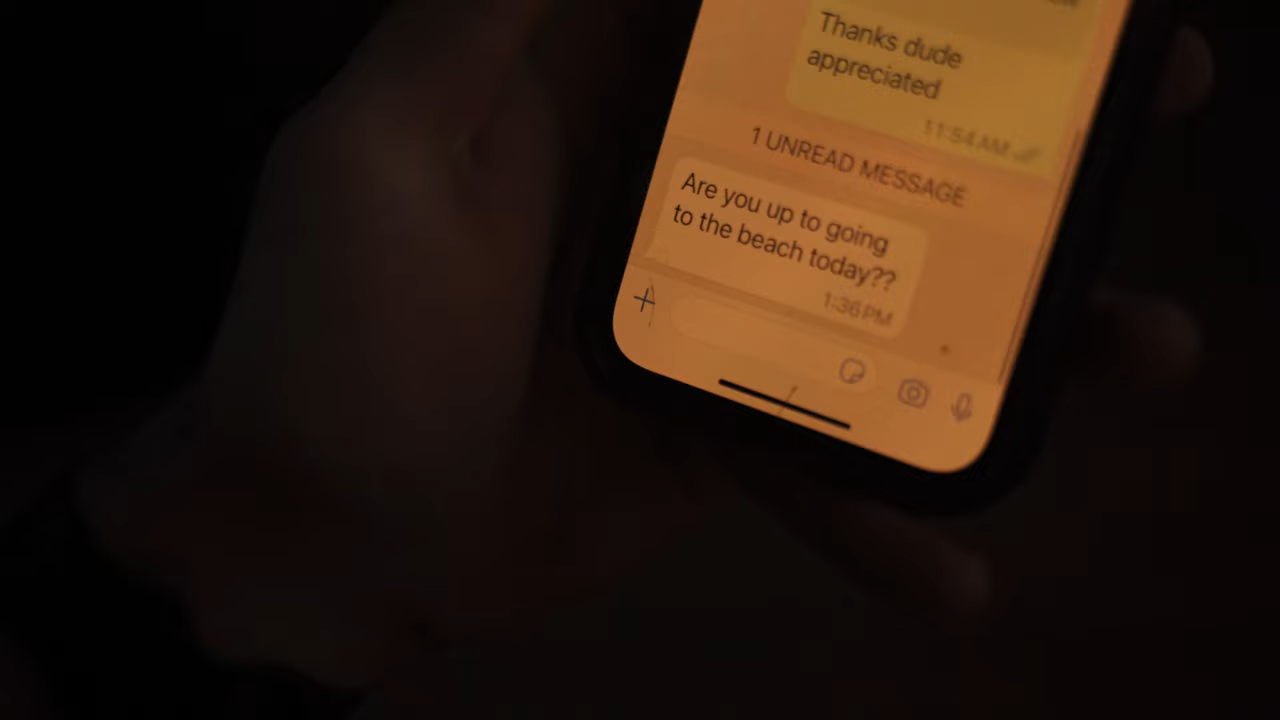 Thanks dude
appreciated
11:54 AM
1 UNREAD MESSAGE
Are you up to going
to the beach today??
1:36 PM